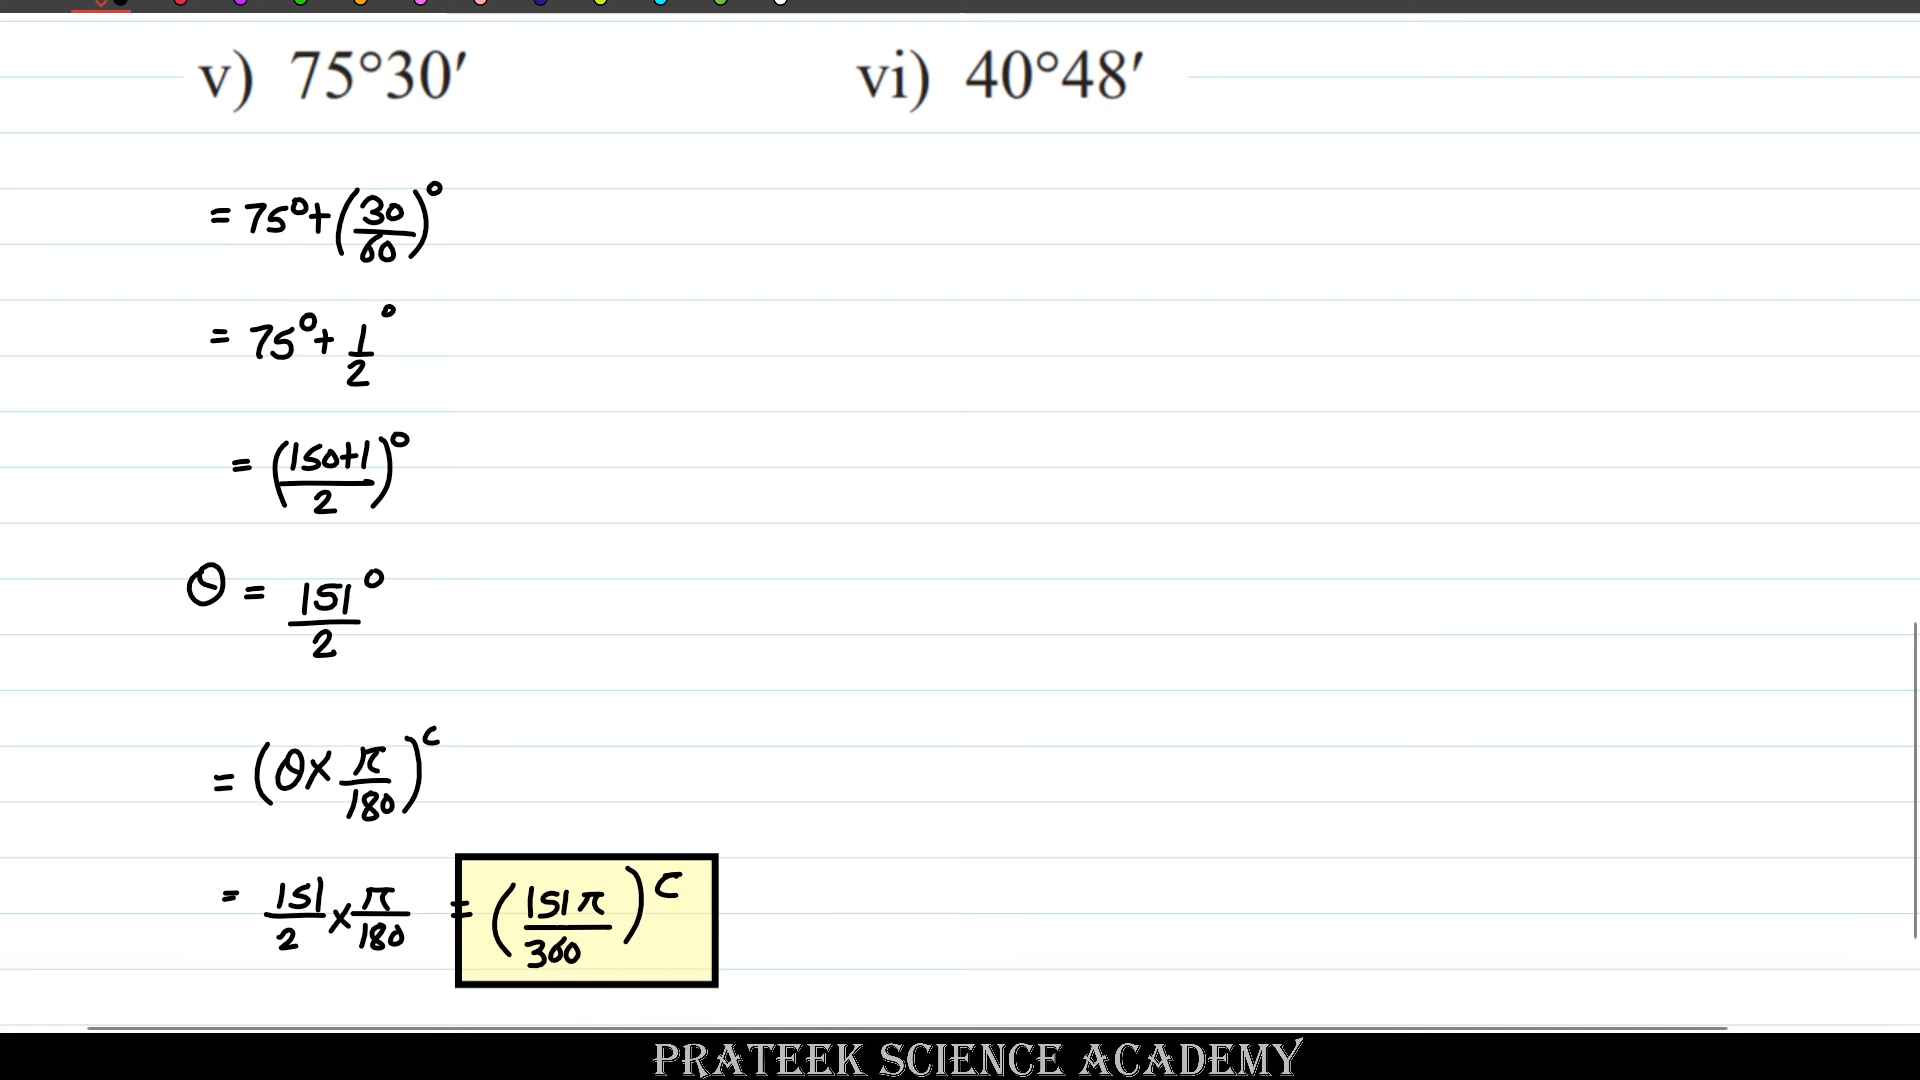 v) 75°30′
vi) 40°48′
= 75° + (30/60)°
= 75° + 1/2°
= (150+1/2)°
θ = 151/2°
= (θ × π/180)ᶜ
= 151/2 × π/180 = (151π/360)ᶜ
PRATEEK SCIENCE ACADEMY